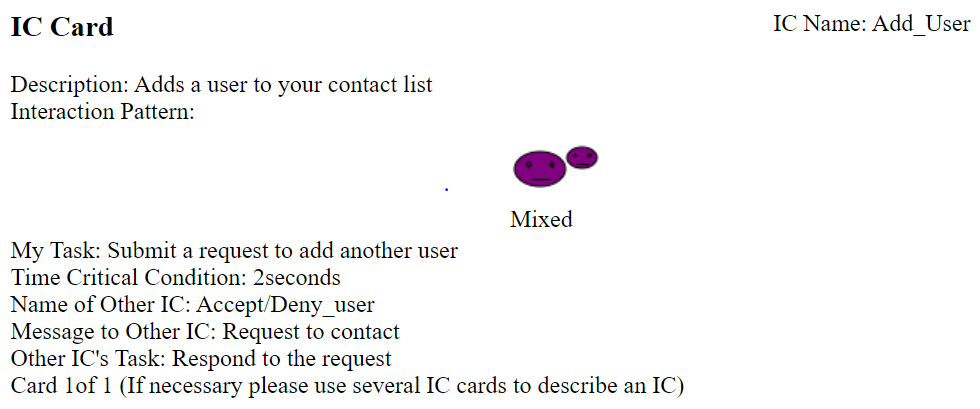 IC Card
IC Name: Add_User
Description: Adds a user to your contact list
Interaction Pattern:
Mixed
My Task: Submit a request to add another user
Time Critical Condition: 2seconds
Name of Other IC: Accept/Deny_user
Message to Other IC: Request to contact
Other IC's Task: Respond to the request
Card 1of 1 (If necessary please use several IC cards to describe an IC)